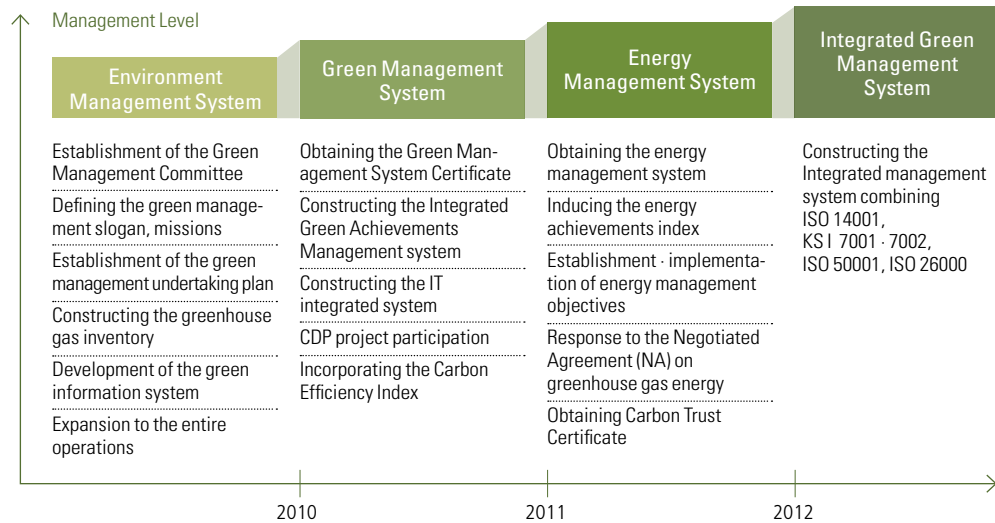 Management Level
Environment
Management System
Green Management
System
Energy
Management System
Integrated Green
Management
System
Establishment of the Green
Management Committee
Defining the green manage-
ment slogan, missions
Establishment of the green
management undertaking plan
Constructing the greenhouse
gas inventory
Development of the green
information system
Expansion to the entire
operations
Obtaining the Green Man-
agement System Certificate
Constructing the Integrated
Green Achievements
Management system
Constructing the IT
integrated system
CDP project participation
Incorporating the Carbon
Efficiency Index
Obtaining the energy
management system
Inducing the energy
achievements index
Establishment · implementa-
tion of energy management
objectives
Response to the Negotiated
Agreement (NA) on
greenhouse gas energy
Obtaining Carbon Trust
Certificate
Constructing the
Integrated management
system combining
ISO 14001,
KS I 7001 · 7002,
ISO 50001, ISO 26000
2010
2011
2012